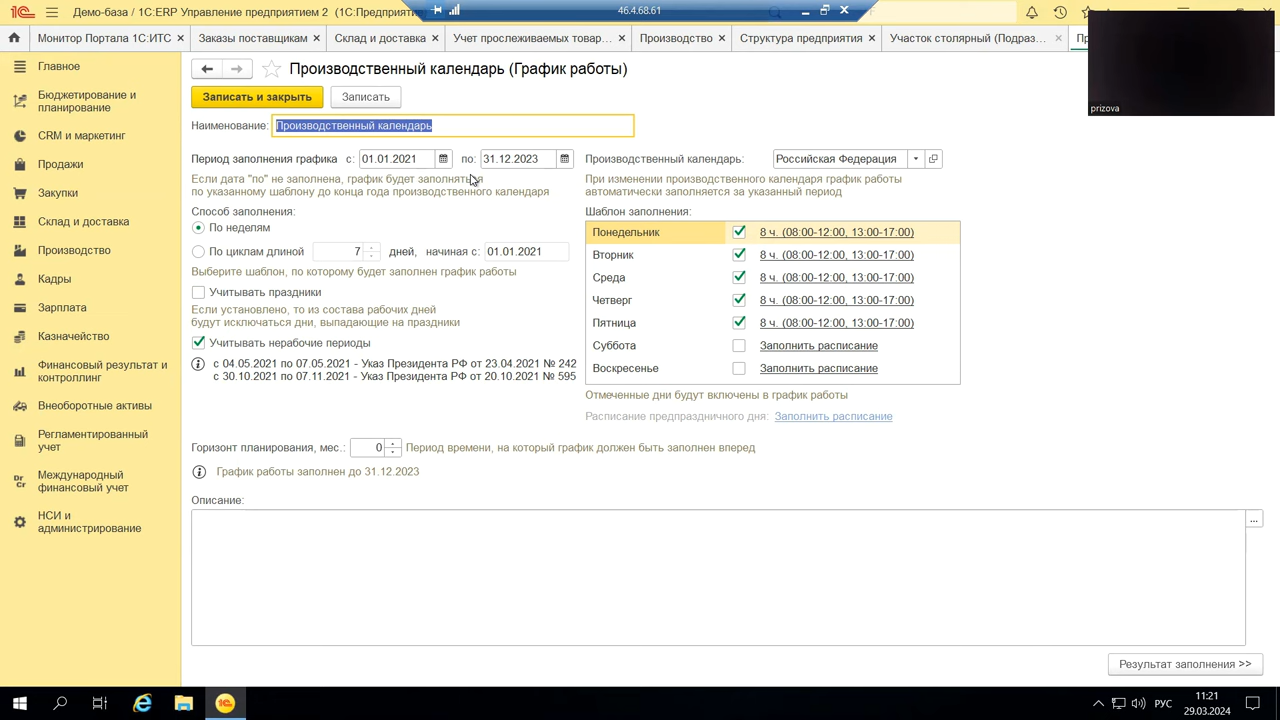 Демо-база / 1С:ERP Управление предприятием 2 (1С:Предприятие
46.4.68.61
Монитор Портала 1С:ИТС
Заказы поставщикам
Склад и доставка
Учет прослеживаемых товар...
Производство
Структура предприятия
Участок столярный (Подраз...
prizova
Главное
Бюджетирование и
планирование
CRM и маркетинг
Продажи
Закупки
Склад и доставка
Производство
Кадры
Зарплата
Казначейство
Финансовый результат и
контроллинг
Внеоборотные активы
Регламентированный
учет
Международный
финансовый учет
НСИ и
администрирование
Производственный календарь (График работы)
Записать и закрыть
Записать
Наименование: Производственный календарь
Период заполнения графика с: 01.01.2021 по: 31.12.2023
Если дата "по" не заполнена, график будет заполняться
по указанному шаблону до конца года производственного календаря
Производственный календарь: Российская Федерация
При изменении производственного календаря график работы
автоматически заполняется за указанный период
Способ заполнения:
По неделям
По циклам длиной 7 дней, начиная с: 01.01.2021
Выберите шаблон, по которому будет заполнен график работы
Учитывать праздники
Если установлено, то из состава рабочих дней
будут исключаться дни, выпадающие на праздники
Учитывать нерабочие периоды
с 04.05.2021 по 07.05.2021 - Указ Президента РФ от 23.04.2021 № 242
с 30.10.2021 по 07.11.2021 - Указ Президента РФ от 20.10.2021 № 595
Шаблон заполнения:
Понедельник 8 ч. (08:00-12:00, 13:00-17:00)
Вторник 8 ч. (08:00-12:00, 13:00-17:00)
Среда 8 ч. (08:00-12:00, 13:00-17:00)
Четверг 8 ч. (08:00-12:00, 13:00-17:00)
Пятница 8 ч. (08:00-12:00, 13:00-17:00)
Суббота Заполнить расписание
Воскресенье Заполнить расписание
Отмеченные дни будут включены в график работы
Расписание предпраздничного дня: Заполнить расписание
Горизонт планирования, мес.: 0 Период времени, на который график должен быть заполнен вперед
График работы заполнен до 31.12.2023
Описание:
...
Результат заполнения >>
РУС
11:21
29.03.2024